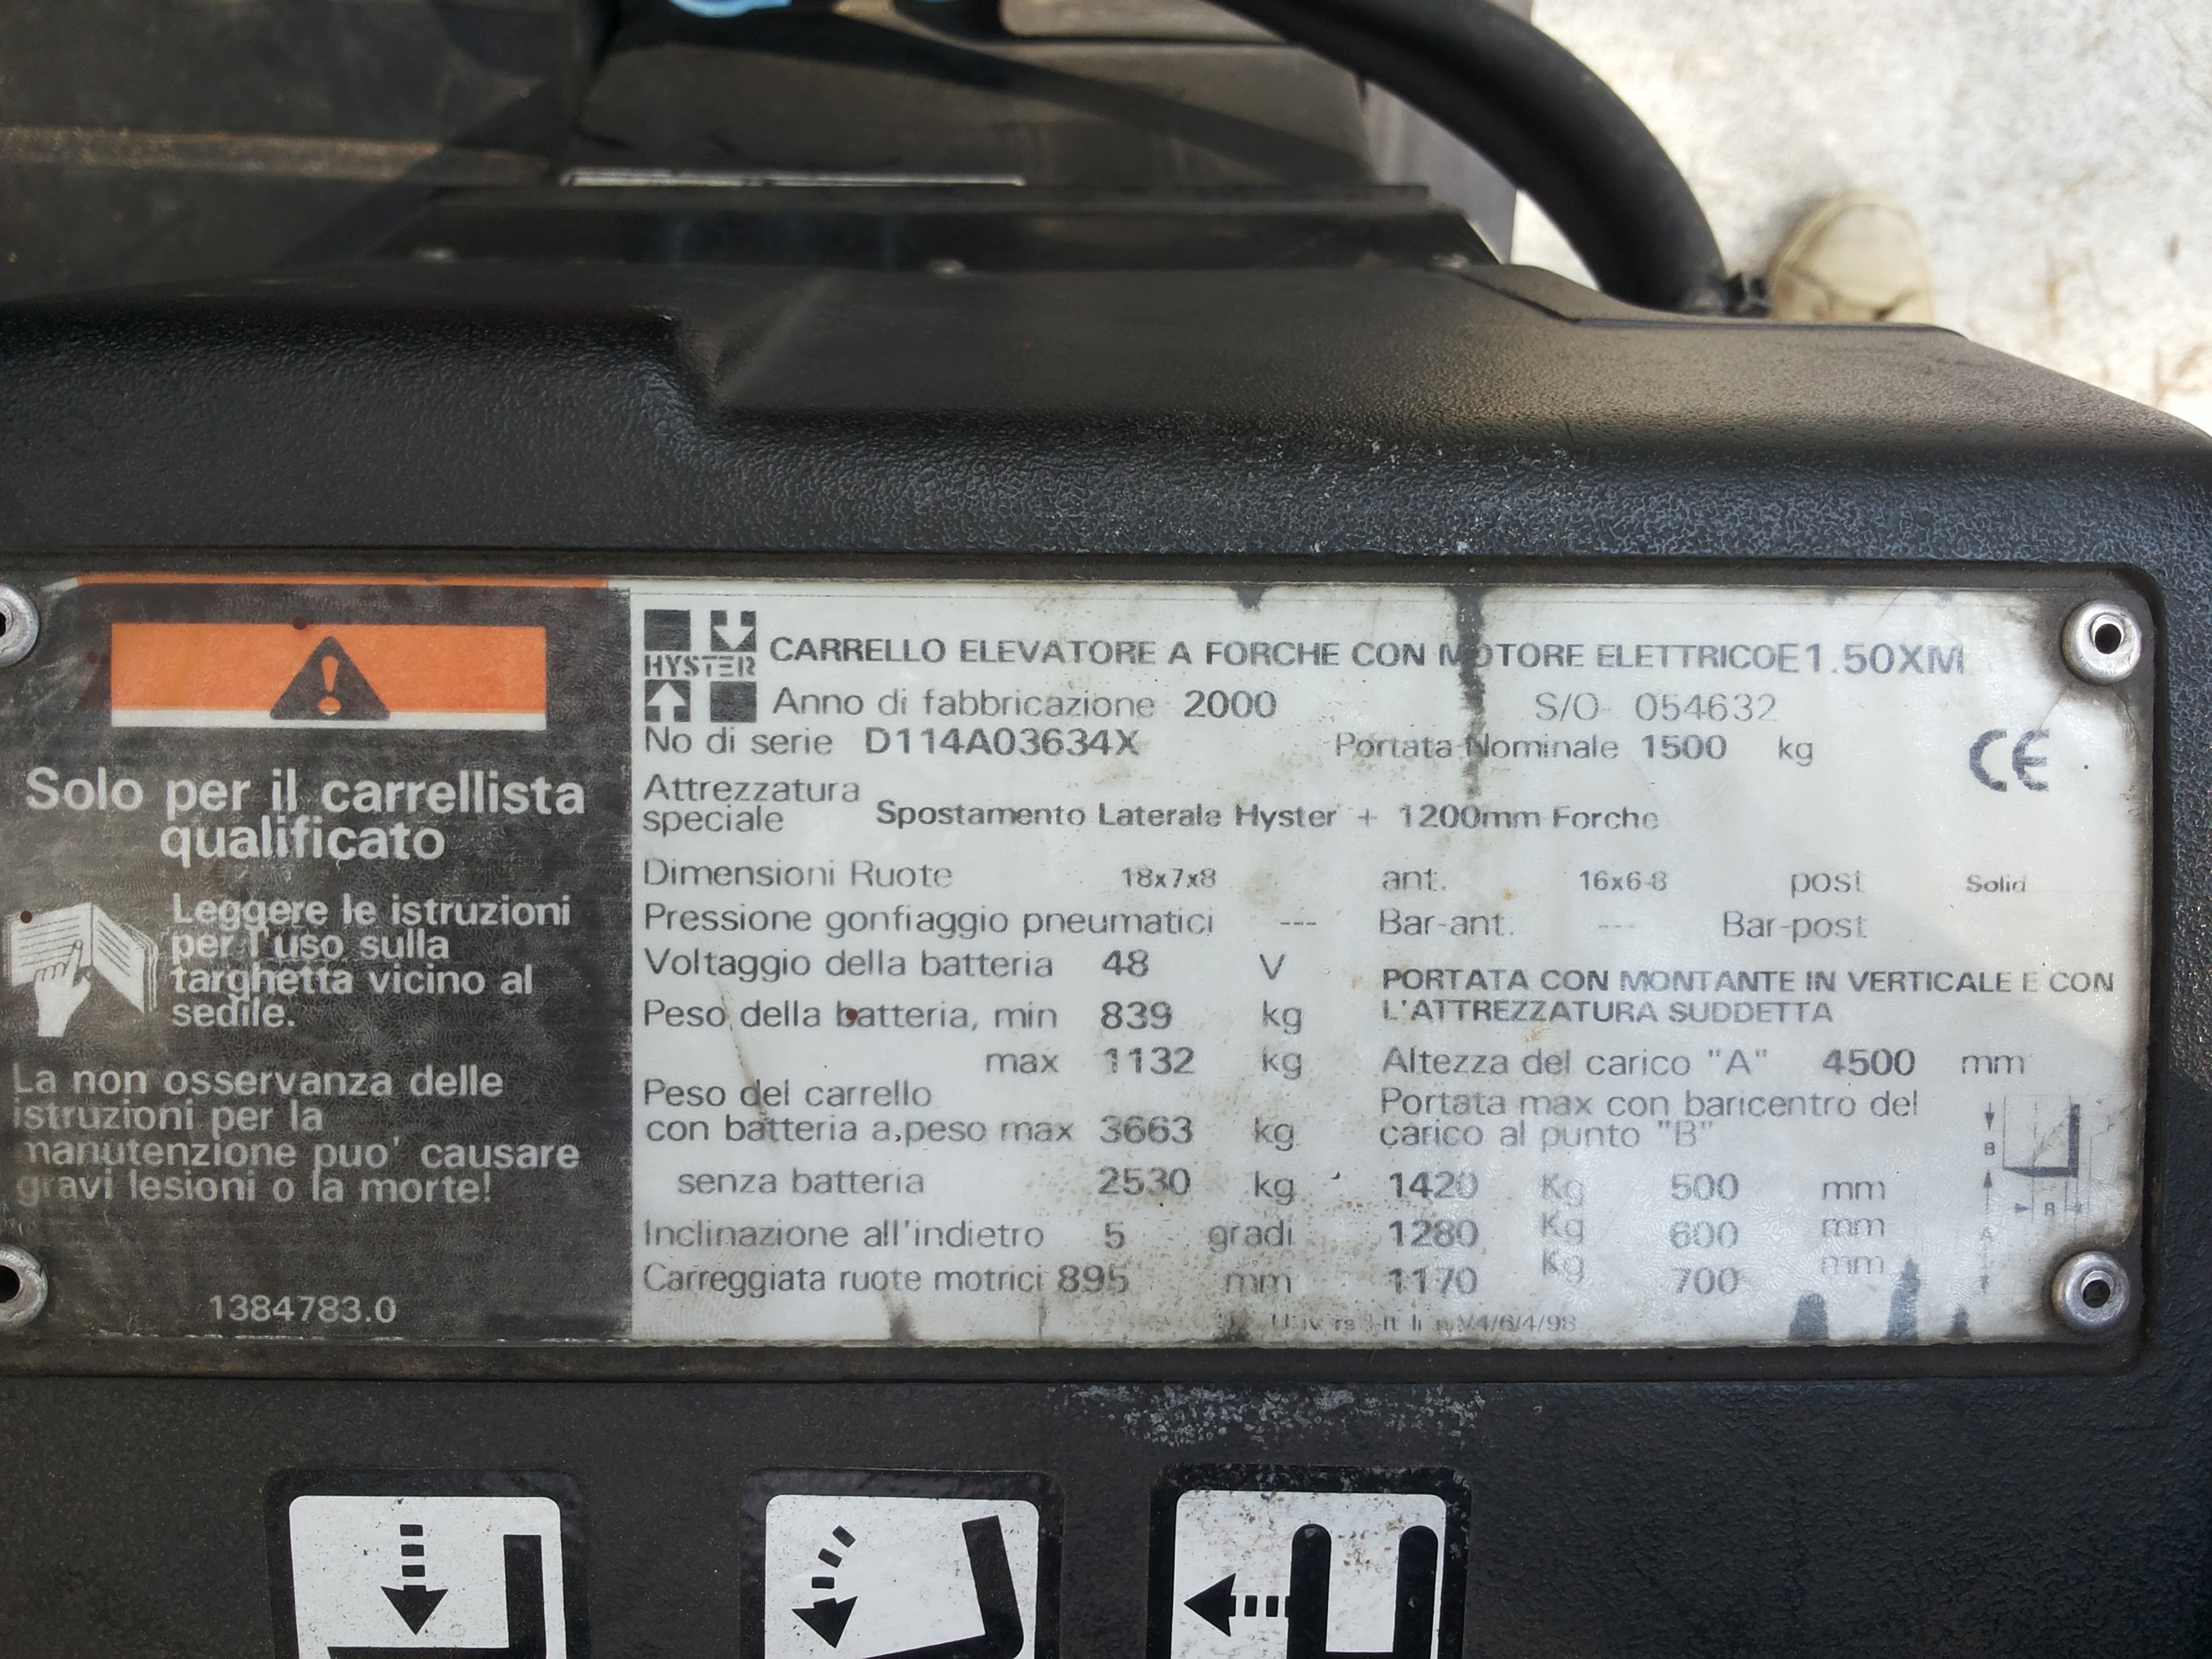 Solo per il carrellista
qualificato
Leggere le istruzioni
per l'uso sulla
targhetta vicino al
sedile.
La non osservanza delle
istruzioni per la
manutenzione puo' causare
gravi lesioni o la morte!
1384783.0
HYSTER
CARRELLO ELEVATORE A FORCHE CON MOTORE ELETTRICO E1.50XM
Anno di fabbricazione 2000 S/O- 054632
No di serie D114A03634X Portata Nominale 1500 kg
CE
Attrezzatura
speciale Spostamento Laterale Hyster + 1200mm Forche
Dimensioni Ruote 18x7x8 ant. 16x6-8 post Solid
Pressione gonfiaggio pneumatici --- Bar-ant. --- Bar-post
Voltaggio della batteria 48 V
Peso della batteria, min 839 kg
max 1132 kg
Peso del carrello
con batteria a peso max 3663 kg
senza batteria 2530 kg
Inclinazione all'indietro 5 gradi
Carreggiata ruote motrici 895 mm
PORTATA CON MONTANTE IN VERTICALE E CON
L'ATTREZZATURA SUDDETTA
Altezza del carico "A" 4500 mm
Portata max con baricentro del
carico al punto "B"
1420 Kg 500 mm
1280 Kg 600 mm
1170 Kg 700 mm
B
B
A
V4/6/4/98